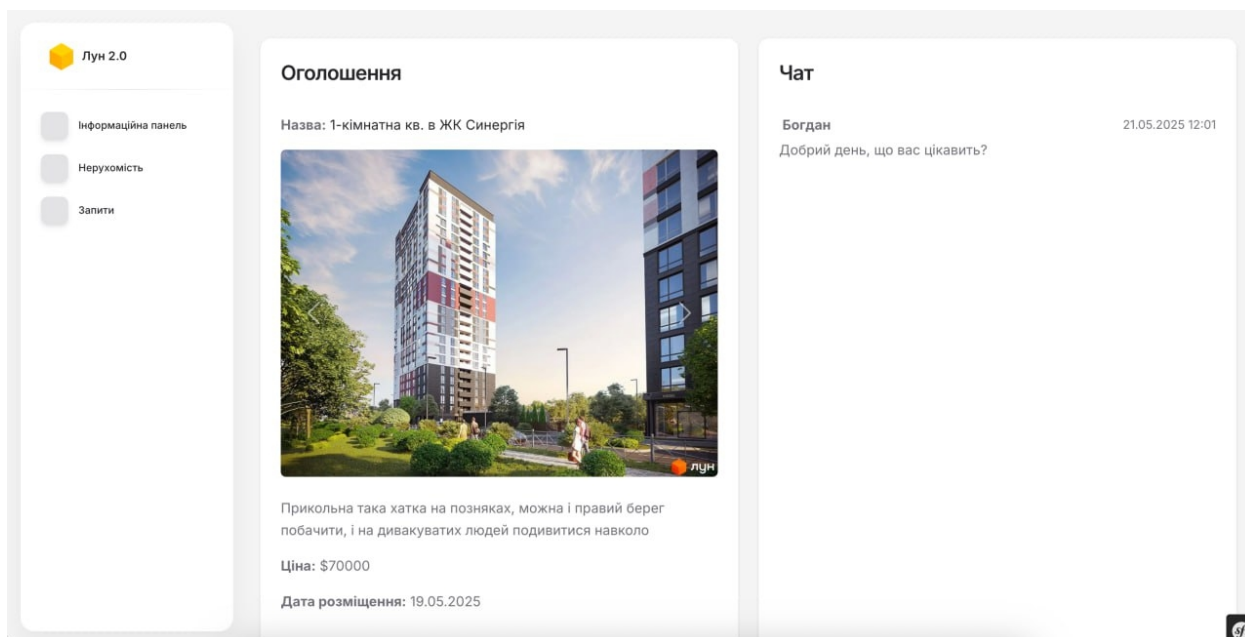 Лун 2.0
Інформаційна панель
Нерухомість
Запити
Оголошення
Назва: 1-кімнатна кв. в ЖК Синергія
лун
Прикольна така хатка на позняках, можна і правий берег
побачити, і на дивакуватих людей подивитися навколо
Ціна: $70000
Дата розміщення: 19.05.2025
Чат
Богдан 21.05.2025 12:01
Добрий день, що вас цікавить?